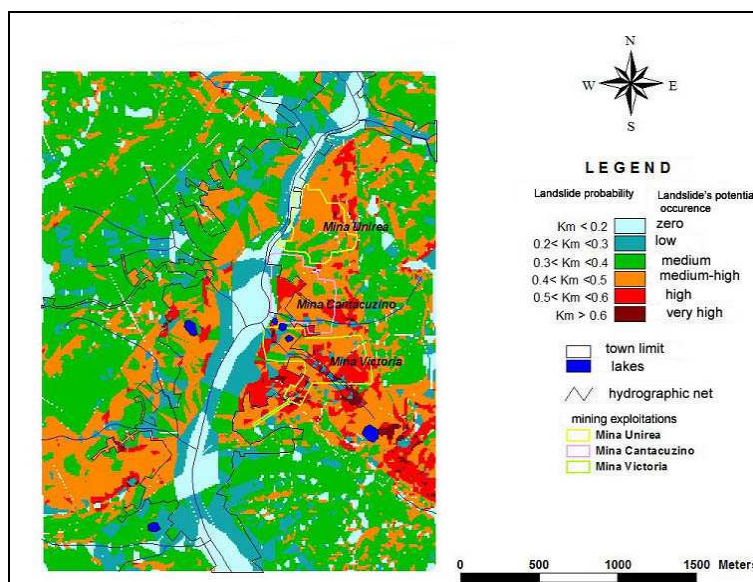 N
W E
S
LEGEND
Landslide probability Landslide's potential occurence
Km < 0.2 zero
0.2< Km <0.3 low
0.3< Km <0.4 medium
0.4< Km <0.5 medium-high
0.5< Km <0.6 high
Km > 0.6 very high
town limit
lakes
hydrographic net
mining exploitations
Mina Unirea
Mina Cantacuzino
Mina Victoria
Mina Unirea
Mina Cantacuzino
Mina Victoria
0 500 1000 1500 Meters